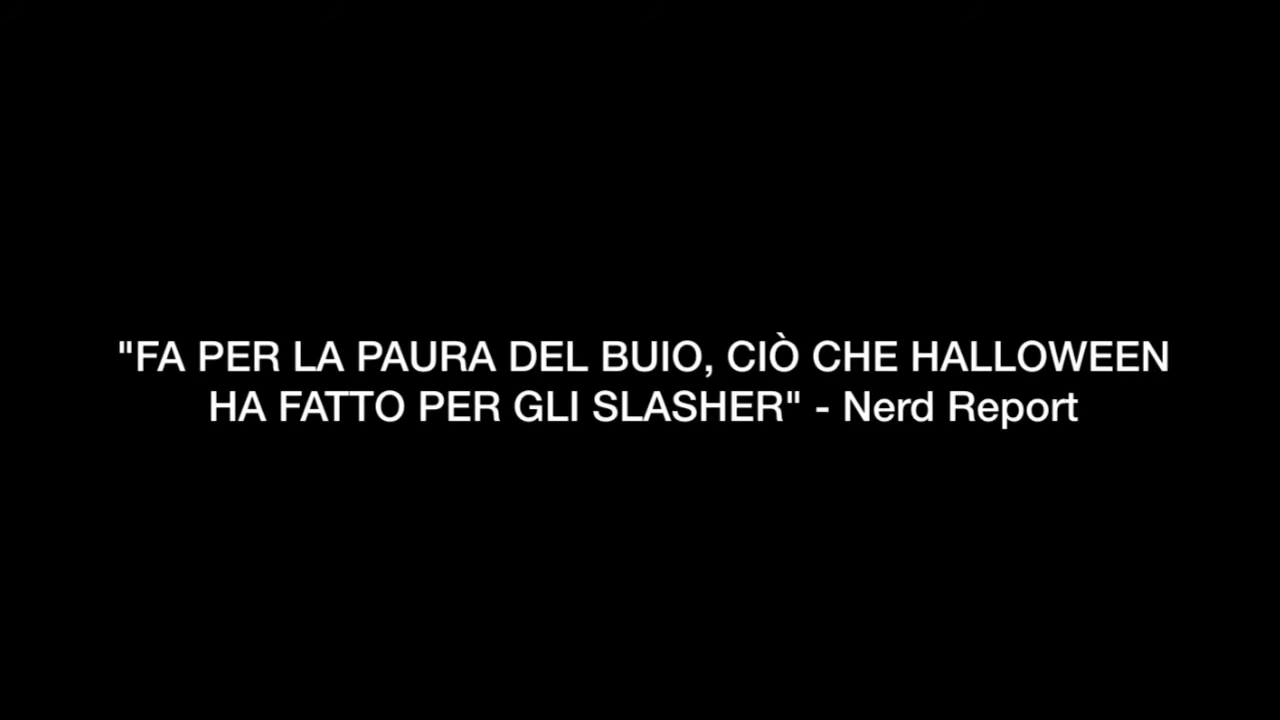 "FA PER LA PAURA DEL BUIO, CIÒ CHE HALLOWEEN
HA FATTO PER GLI SLASHER" - Nerd Report